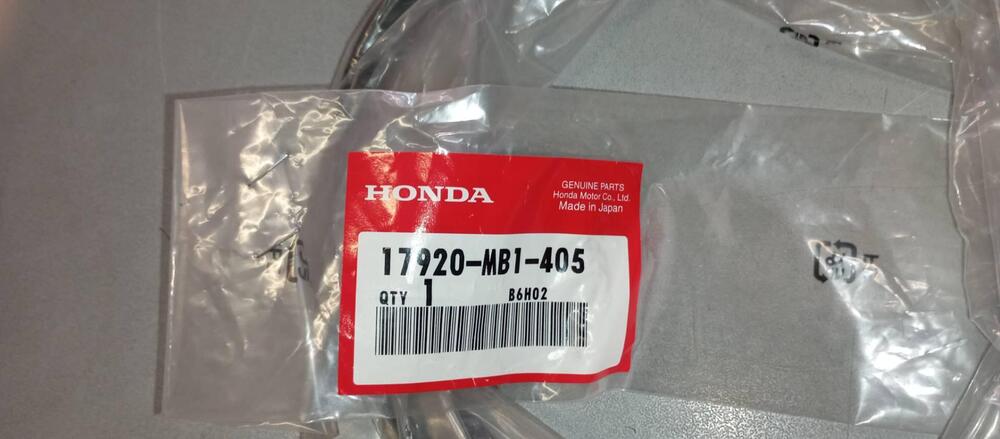 HONDA
GENUINE PARTS
Honda Motor Co., Ltd.
Made in Japan
17920-MB1-405
QTY 1 B6H02